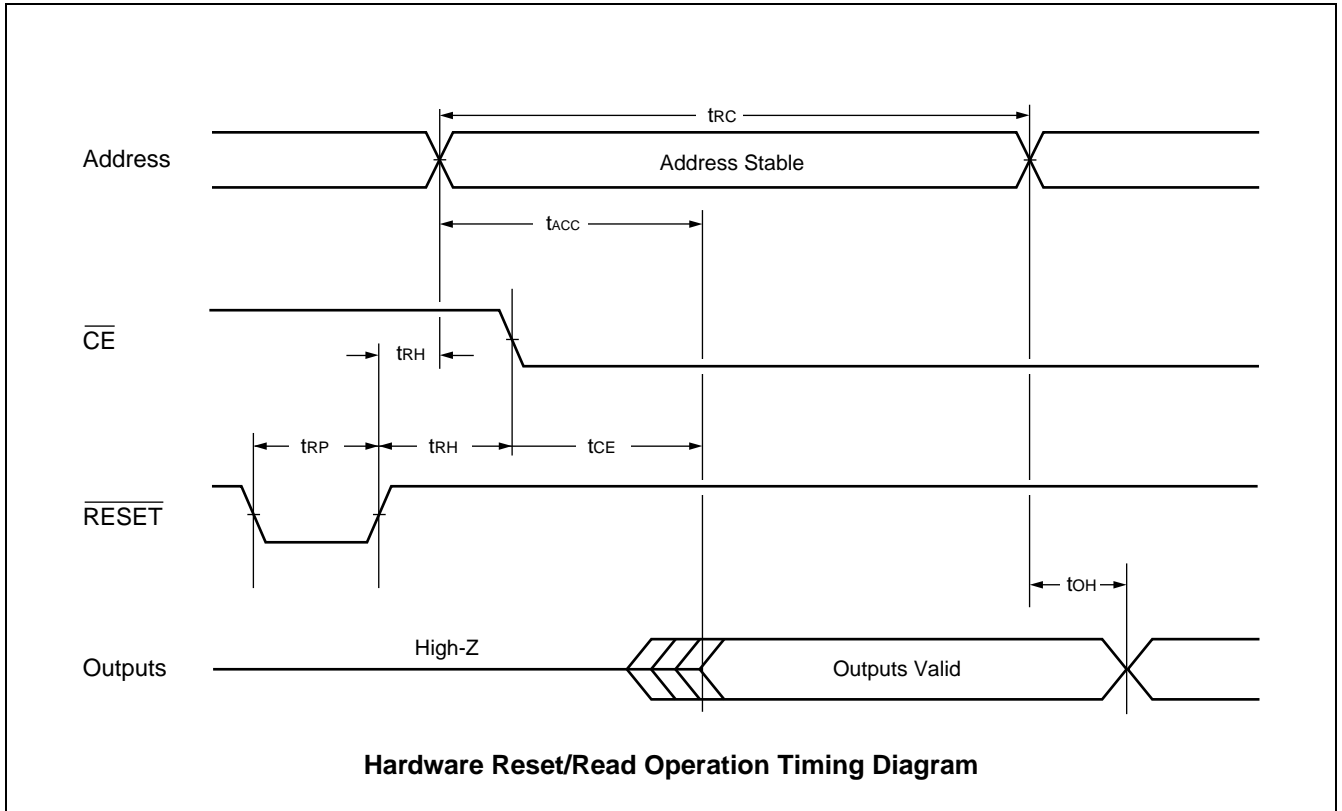 tRC
Address
Address Stable
tACC
CE
tRH
tRP
tRH
tCE
RESET
tOH
High-Z
Outputs
Outputs Valid
Hardware Reset/Read Operation Timing Diagram